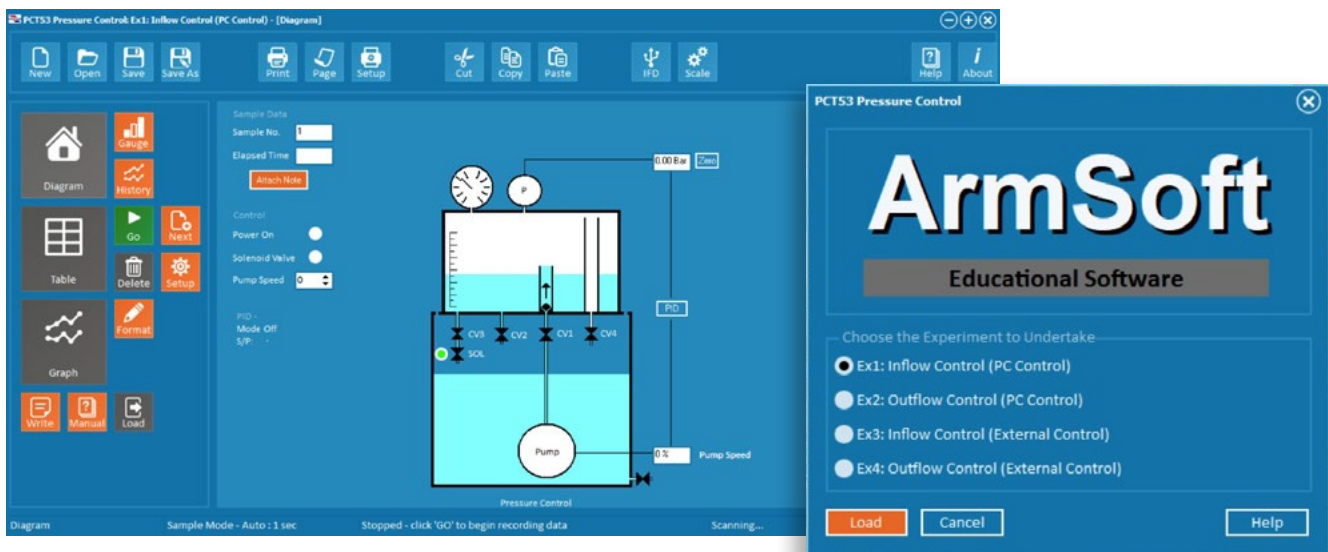 PCT53 Pressure Control: Ex1: Inflow Control (PC Control) - [Diagram]
New Open Save Save As Print Page Setup Cut Copy Paste IFD Scale Help About
Diagram
Gauge
History
Table
Go
Next
Delete
Setup
Graph
Format
Write
Manual
Load
Sample Data
Sample No. 1
Elapsed Time
Attach Note
Control
Power On
Solenoid Valve
Pump Speed 0
PID -
Mode Off
S/P: -
0.00 Bar Zero
P
PID
CV3 CV2 CV1 CV4
SOL
Pump
0 % Pump Speed
Pressure Control
Diagram Sample Mode - Auto : 1 sec Stopped - click 'GO' to begin recording data Scanning...
PCT53 Pressure Control
ArmSoft
Educational Software
Choose the Experiment to Undertake
Ex1: Inflow Control (PC Control)
Ex2: Outflow Control (PC Control)
Ex3: Inflow Control (External Control)
Ex4: Outflow Control (External Control)
Load Cancel Help